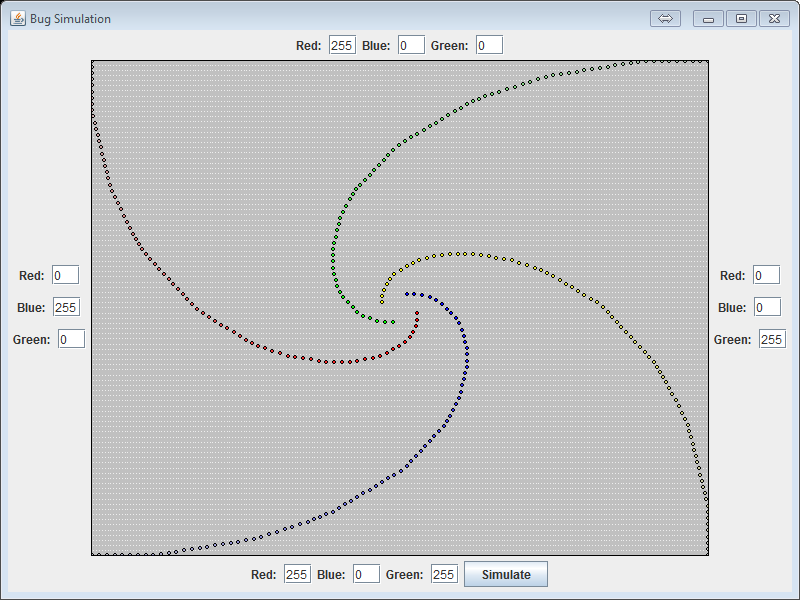 Bug Simulation
Red: 255 Blue: 0 Green: 0
Red: 0
Blue: 255
Green: 0
Red: 0
Blue: 0
Green: 255
Red: 255 Blue: 0 Green: 255 Simulate